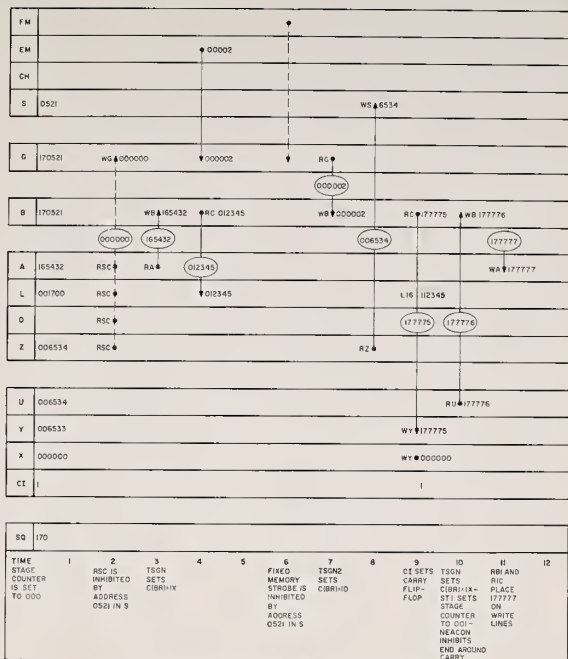 FM
EM 00002
CH
S 0521 WS 6534
G 170521 WG 000000 000002 RG
000002
B 170521 WB 165432 RC 012345 WB 000002 RC 177775 WB 177776
000000 165432 006534 177777
A 165432 RSC RA 012345 WA 177777
L 001700 RSC 012345 L16 112345
Q RSC 177775 177776
Z 006534 RSC RZ
U 006534 RU 177776
Y 006533 WY 177775
X 000000 WY 000000
CI 1 1
SQ 170
TIME 1 2 3 4 5 6 7 8 9 10 11 12
STAGE COUNTER IS SET TO 000
RSC IS INHIBITED BY ADDRESS 0521 IN S
TSGN SETS C(BR)=1X
FIXED MEMORY STROBE IS INHIBITED BY ADDRESS 0521 IN S
TSGN2 SETS C(BR)=10
CI SETS CARRY FLIP-FLOP
TSGN SETS C(BR)=1X- ST1 SETS STAGE COUNTER TO 001- NEACON INHIBITS END AROUND CARRY
RB1 AND R1C PLACE 177777 ON WRITE LINES